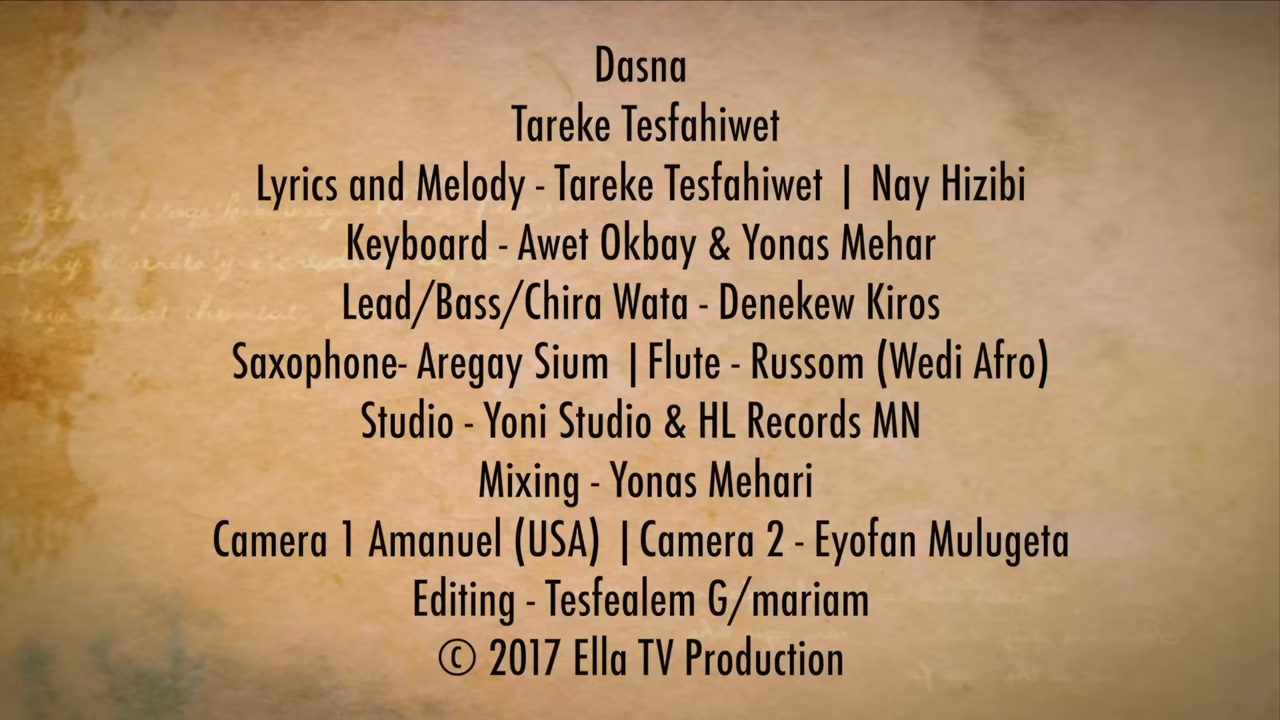 Dasna
Tareke Tesfahiwet
Lyrics and Melody - Tareke Tesfahiwet | Nay Hizibi
Keyboard - Awet Okbay & Yonas Mehar
Lead/Bass/Chira Wata - Denekew Kiros
Saxophone- Aregay Sium | Flute - Russom (Wedi Afro)
Studio - Yoni Studio & HL Records MN
Mixing - Yonas Mehari
Camera 1 Amanuel (USA) | Camera 2 - Eyofan Mulugeta
Editing - Tesfealem G/mariam
© 2017 Ella TV Production